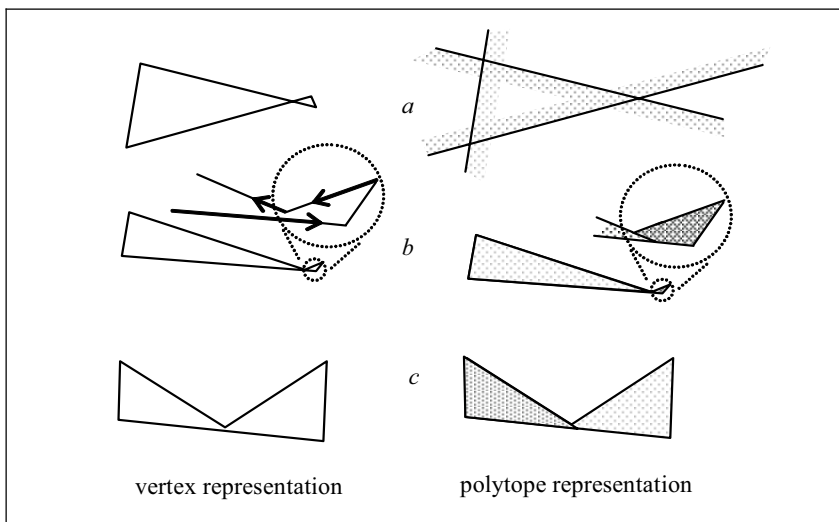 a
b
c
vertex representation
polytope representation